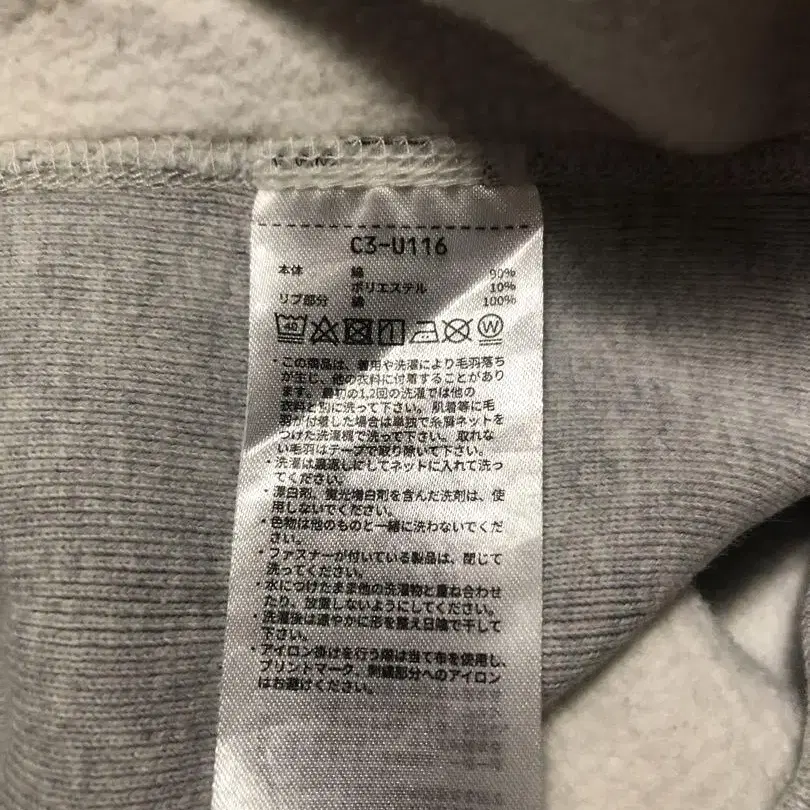 C3-U116
本体 綿 90%
ポリエステル 10%
リブ部分 綿 100%
40 W
・この商品は、着用や洗濯により毛羽落ち
が生じ、他の衣料に付着することがあり
ます。最初の1,2回の洗濯では他の
衣料と別に洗って下さい。肌着等に毛
羽が付着した場合は単独で糸屑ネットを
つけた洗濯機で洗って下さい。取れな
い毛羽はテープで取り除いて下さい。
・洗濯は裏返しにしてネットに入れて洗っ
てください。
・漂白剤、蛍光増白剤を含んだ洗剤は、使
用しないでください。
・色物は他のものと一緒に洗わないでくだ
さい。
・ファスナーが付いている製品は、閉じて
洗ってください。
・水につけたまま他の洗濯物と重ね合わせ
たり、放置しないようにしてください。
・洗濯後は速やかに形を整え日陰で干して
下さい。
・アイロン掛けを行う際は当て布を使用し、
プリントマーク、刺繍部分へのアイロン
はお避けください。